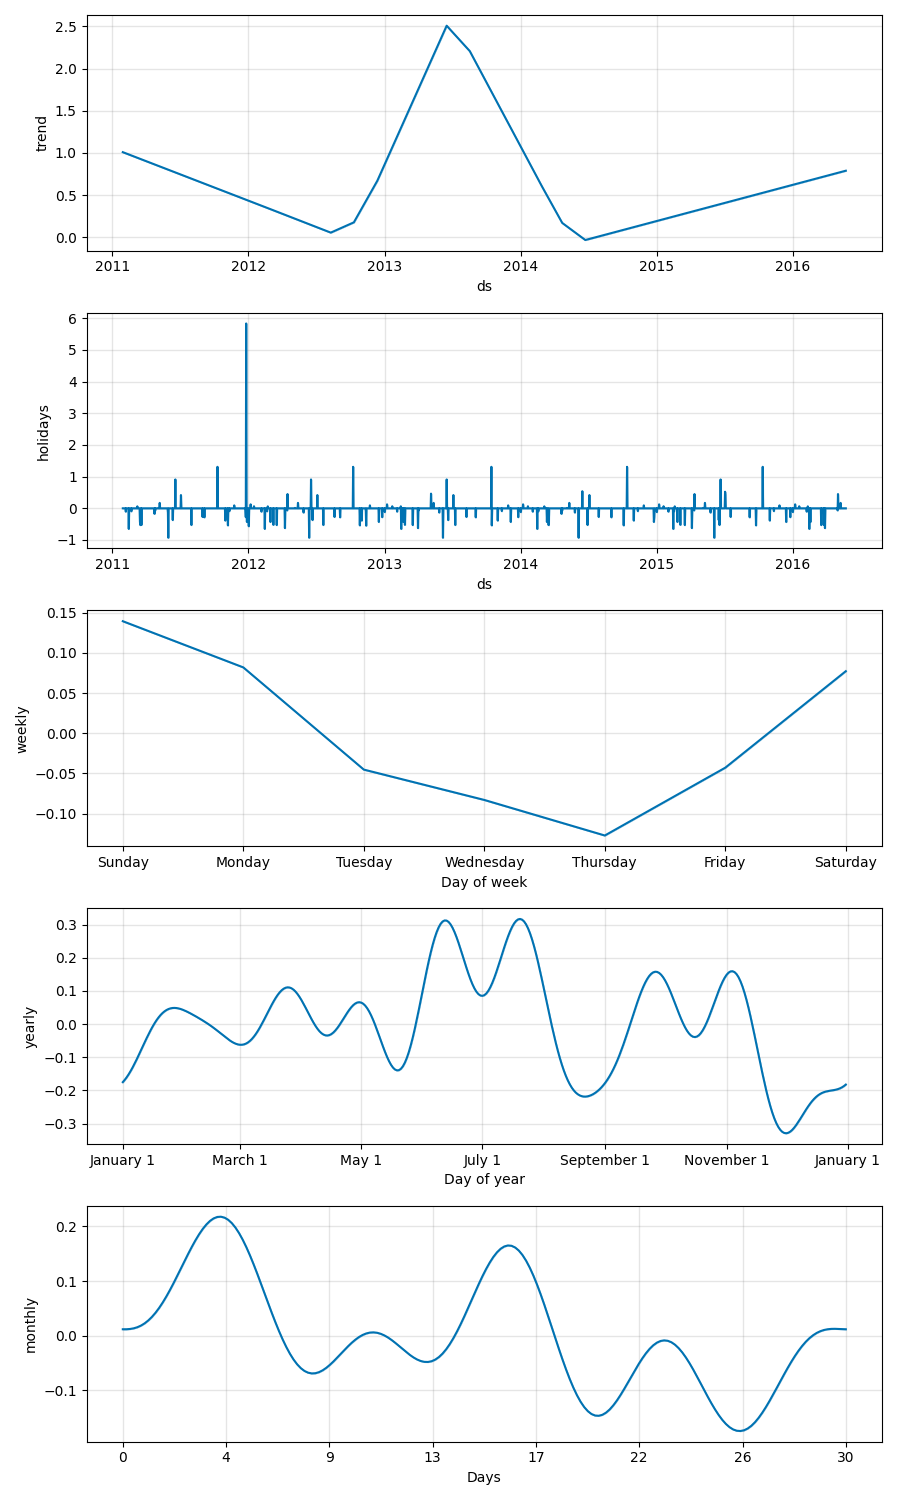 2.5
2.0
1.5
1.0
0.5
0.0
trend
2011 2012 2013 2014 2015 2016
ds
6
5
4
3
2
1
0
−1
holidays
2011 2012 2013 2014 2015 2016
ds
0.15
0.10
0.05
0.00
−0.05
−0.10
weekly
Sunday Monday Tuesday Wednesday Thursday Friday Saturday
Day of week
0.3
0.2
0.1
0.0
−0.1
−0.2
−0.3
yearly
January 1 March 1 May 1 July 1 September 1 November 1 January 1
Day of year
0.2
0.1
0.0
−0.1
monthly
0 4 9 13 17 22 26 30
Days